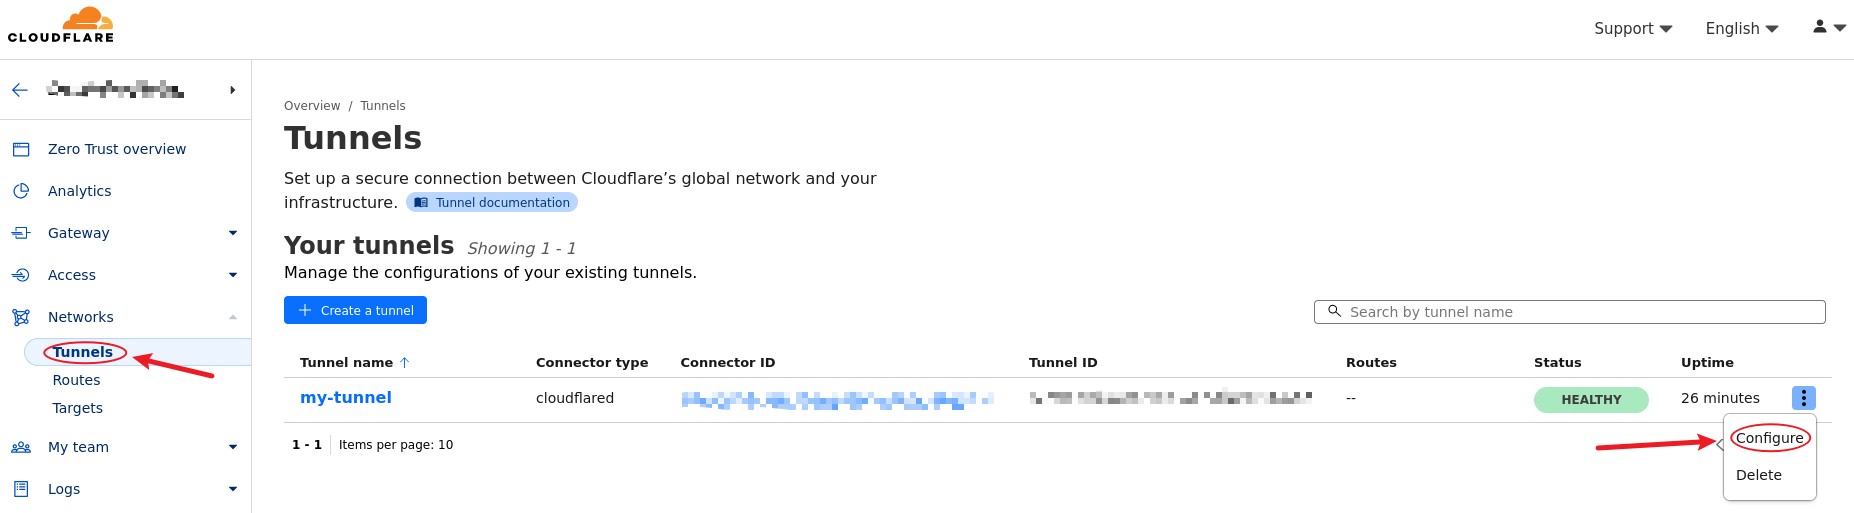 CLOUDFLARE
Support
English
Zero Trust overview
Analytics
Gateway
Access
Networks
Tunnels
Routes
Targets
My team
Logs
Overview / Tunnels
Tunnels
Set up a secure connection between Cloudflare’s global network and your
infrastructure. Tunnel documentation
Your tunnels Showing 1 - 1
Manage the configurations of your existing tunnels.
Create a tunnel
Search by tunnel name
Tunnel name Connector type Connector ID Tunnel ID Routes Status Uptime
my-tunnel cloudflared -- HEALTHY 26 minutes
1 - 1 Items per page: 10
Configure
Delete